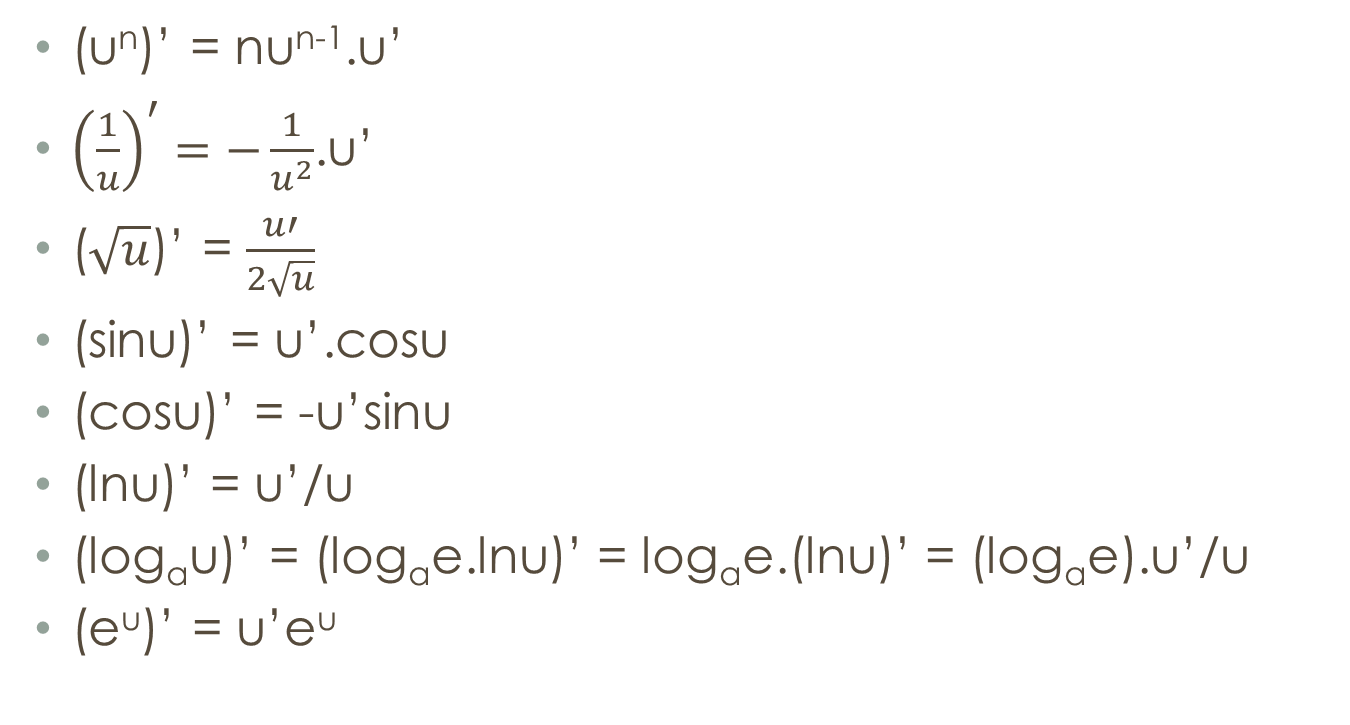 • (uⁿ)’ = nuⁿ⁻¹.u’
• (1/u)′ = −1/u².u’
• (√u)’ = u′/2√u
• (sinu)’ = u’.cosu
• (cosu)’ = -u’sinu
• (lnu)’ = u’/u
• (logₐu)’ = (logₐe.lnu)’ = logₐe.(lnu)’ = (logₐe).u’/u
• (eᵘ)’ = u’eᵘ